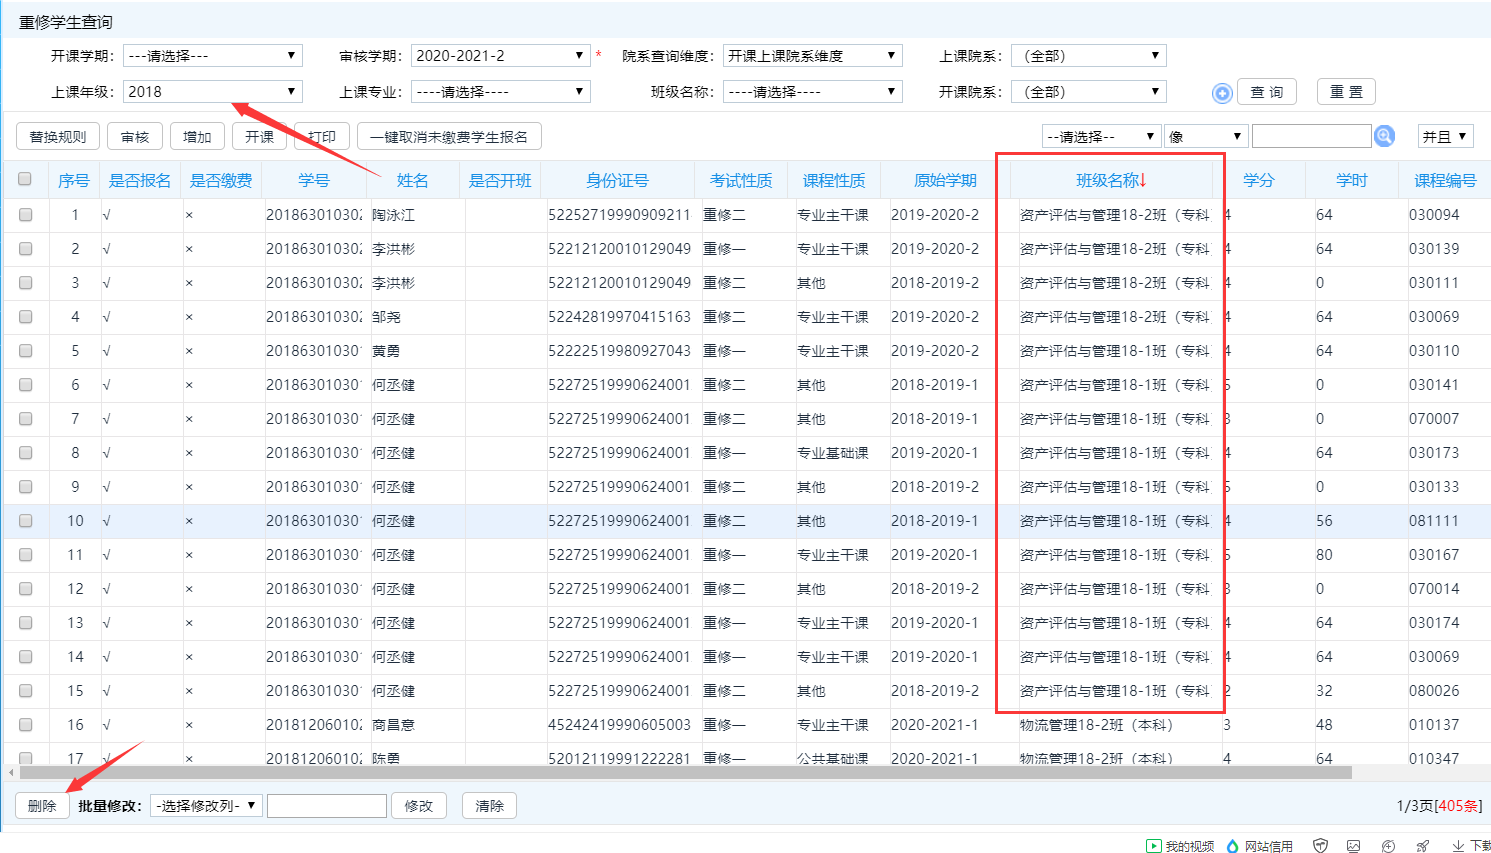 重修学生查询
开课学期: ---请选择--- 审核学期: 2020-2021-2 * 院系查询维度: 开课上课院系维度 上课院系: （全部）
上课年级: 2018 上课专业: ----请选择---- 班级名称: ----请选择---- 开课院系: （全部） 查 询 重 置
替换规则 审核 增加 开课 打印 一键取消未缴费学生报名 --请选择-- 像 并且
序号 是否报名 是否缴费 学号 姓名 是否开班 身份证号 考试性质 课程性质 原始学期 班级名称↓ 学分 学时 课程编号
1 √ × 201863010302 陶泳江 52252719990909211 重修二 专业主干课 2019-2020-2 资产评估与管理18-2班（专科 4 64 030094
2 √ × 201863010302 李洪彬 52212120010129049 重修一 专业主干课 2019-2020-2 资产评估与管理18-2班（专科 4 64 030139
3 √ × 201863010302 李洪彬 52212120010129049 重修二 其他 2018-2019-2 资产评估与管理18-2班（专科 4 0 030111
4 √ × 201863010302 邹尧 52242819970415163 重修二 专业主干课 2019-2020-2 资产评估与管理18-2班（专科 4 64 030069
5 √ × 20186301030 黄勇 52222519980927043 重修一 专业主干课 2019-2020-2 资产评估与管理18-1班（专科 4 64 030110
6 √ × 20186301030 何丞健 52272519990624001 重修二 其他 2018-2019-1 资产评估与管理18-1班（专科 5 0 030141
7 √ × 20186301030 何丞健 52272519990624001 重修二 其他 2018-2019-1 资产评估与管理18-1班（专科 3 0 070007
8 √ × 20186301030 何丞健 52272519990624001 重修一 专业基础课 2019-2020-1 资产评估与管理18-1班（专科 4 64 030173
9 √ × 20186301030 何丞健 52272519990624001 重修二 其他 2018-2019-2 资产评估与管理18-1班（专科 5 0 030133
10 √ × 20186301030 何丞健 52272519990624001 重修二 其他 2018-2019-1 资产评估与管理18-1班（专科 4 56 081111
11 √ × 20186301030 何丞健 52272519990624001 重修一 专业主干课 2019-2020-1 资产评估与管理18-1班（专科 5 80 030167
12 √ × 20186301030 何丞健 52272519990624001 重修二 其他 2018-2019-2 资产评估与管理18-1班（专科 3 0 070014
13 √ × 20186301030 何丞健 52272519990624001 重修一 专业主干课 2019-2020-1 资产评估与管理18-1班（专科 4 64 030174
14 √ × 20186301030 何丞健 52272519990624001 重修一 专业主干课 2019-2020-1 资产评估与管理18-1班（专科 4 64 030069
15 √ × 20186301030 何丞健 52272519990624001 重修二 其他 2018-2019-2 资产评估与管理18-1班（专科 2 32 080026
16 √ × 201812060102 商昌意 45242419990605003 重修一 专业主干课 2020-2021-1 物流管理18-2班（本科） 3 48 010137
17 √ × 201812060102 陈勇 52012119991222281 重修一 公共基础课 2020-2021-1 物流管理18-2班（本科） 4 64 010347
删除 批量修改: -选择修改列- 修改 清除 1/3页[405条]
我的视频 网站信用 下载